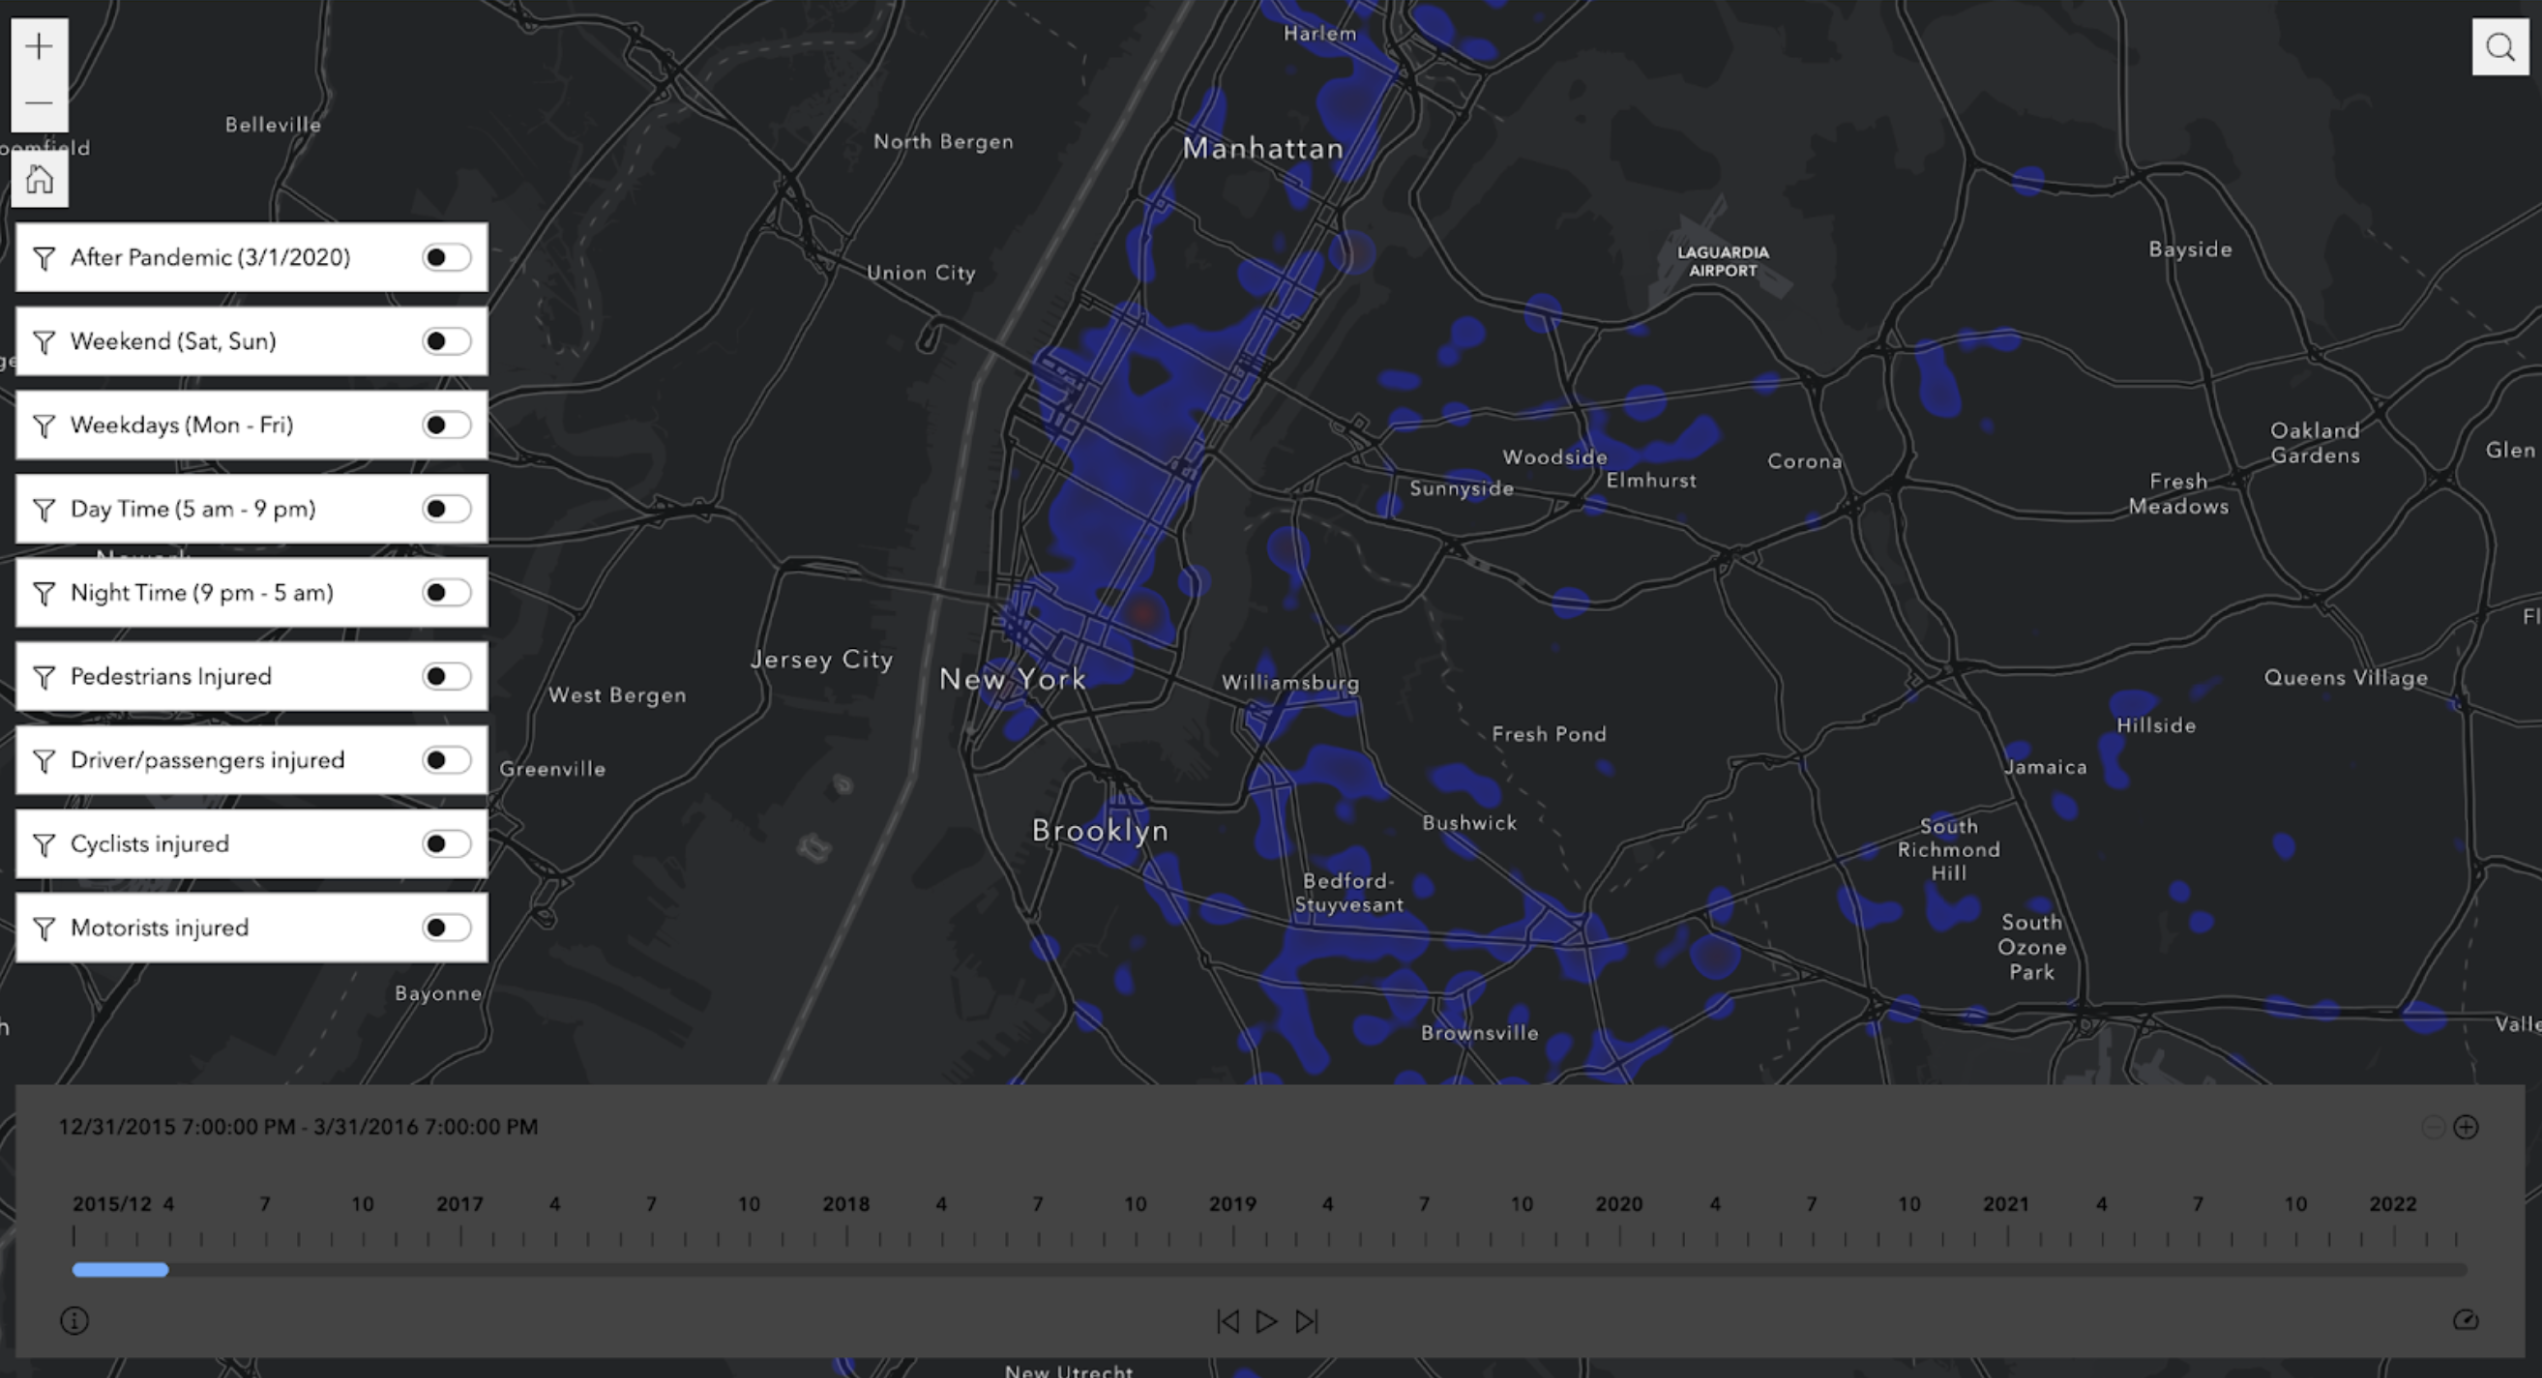 Harlem
Belleville
oomfield
North Bergen
Manhattan
LAGUARDIA
AIRPORT
Bayside
After Pandemic (3/1/2020)
Union City
Weekend (Sat, Sun)
Weekdays (Mon - Fri)
Oakland
Gardens
Glen
Woodside
Corona
Sunnyside
Elmhurst
Fresh
Meadows
Day Time (5 am - 9 pm)
Newark
Night Time (9 pm - 5 am)
Fl
Jersey City
New York
Williamsburg
Queens Village
Pedestrians Injured
West Bergen
Hillside
Fresh Pond
Driver/passengers injured
Greenville
Jamaica
Brooklyn
Bushwick
South
Richmond
Hill
Cyclists injured
Bedford-
Stuyvesant
Motorists injured
South
Ozone
Park
Bayonne
Brownsville
Valle
h
12/31/2015 7:00:00 PM - 3/31/2016 7:00:00 PM
2015/12 4 7 10 2017 4 7 10 2018 4 7 10 2019 4 7 10 2020 4 7 10 2021 4 7 10 2022
New Utrecht